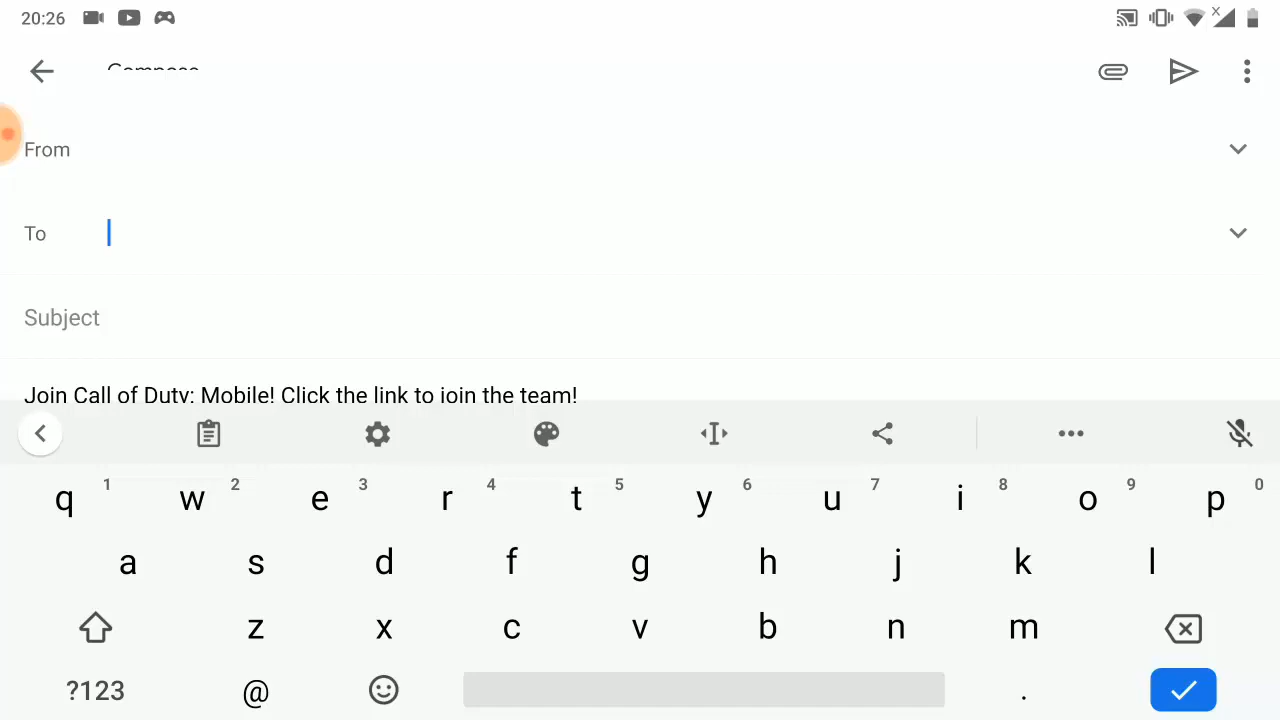 20:26
Compose
From
To
Subject
Join Call of Duty: Mobile! Click the link to join the team!
q 1 w 2 e 3 r 4 t 5 y 6 u 7 i 8 o 9 p 0
a s d f g h j k l
z x c v b n m
?123 @ .